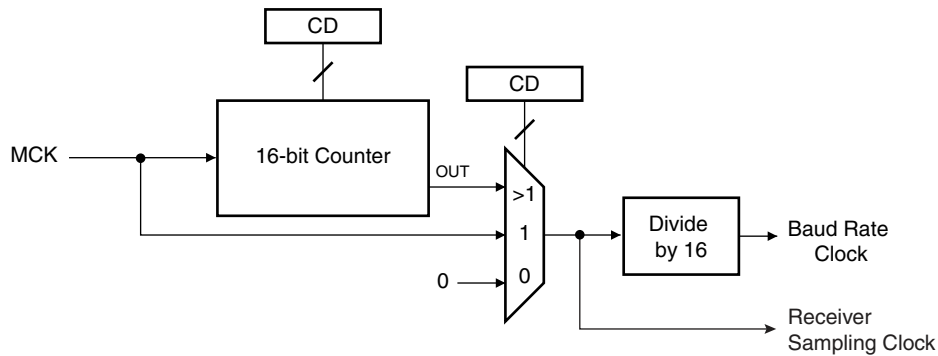 CD
CD
MCK
16-bit Counter
OUT
>1
1
0
0
Divide
by 16
Baud Rate
Clock
Receiver
Sampling Clock